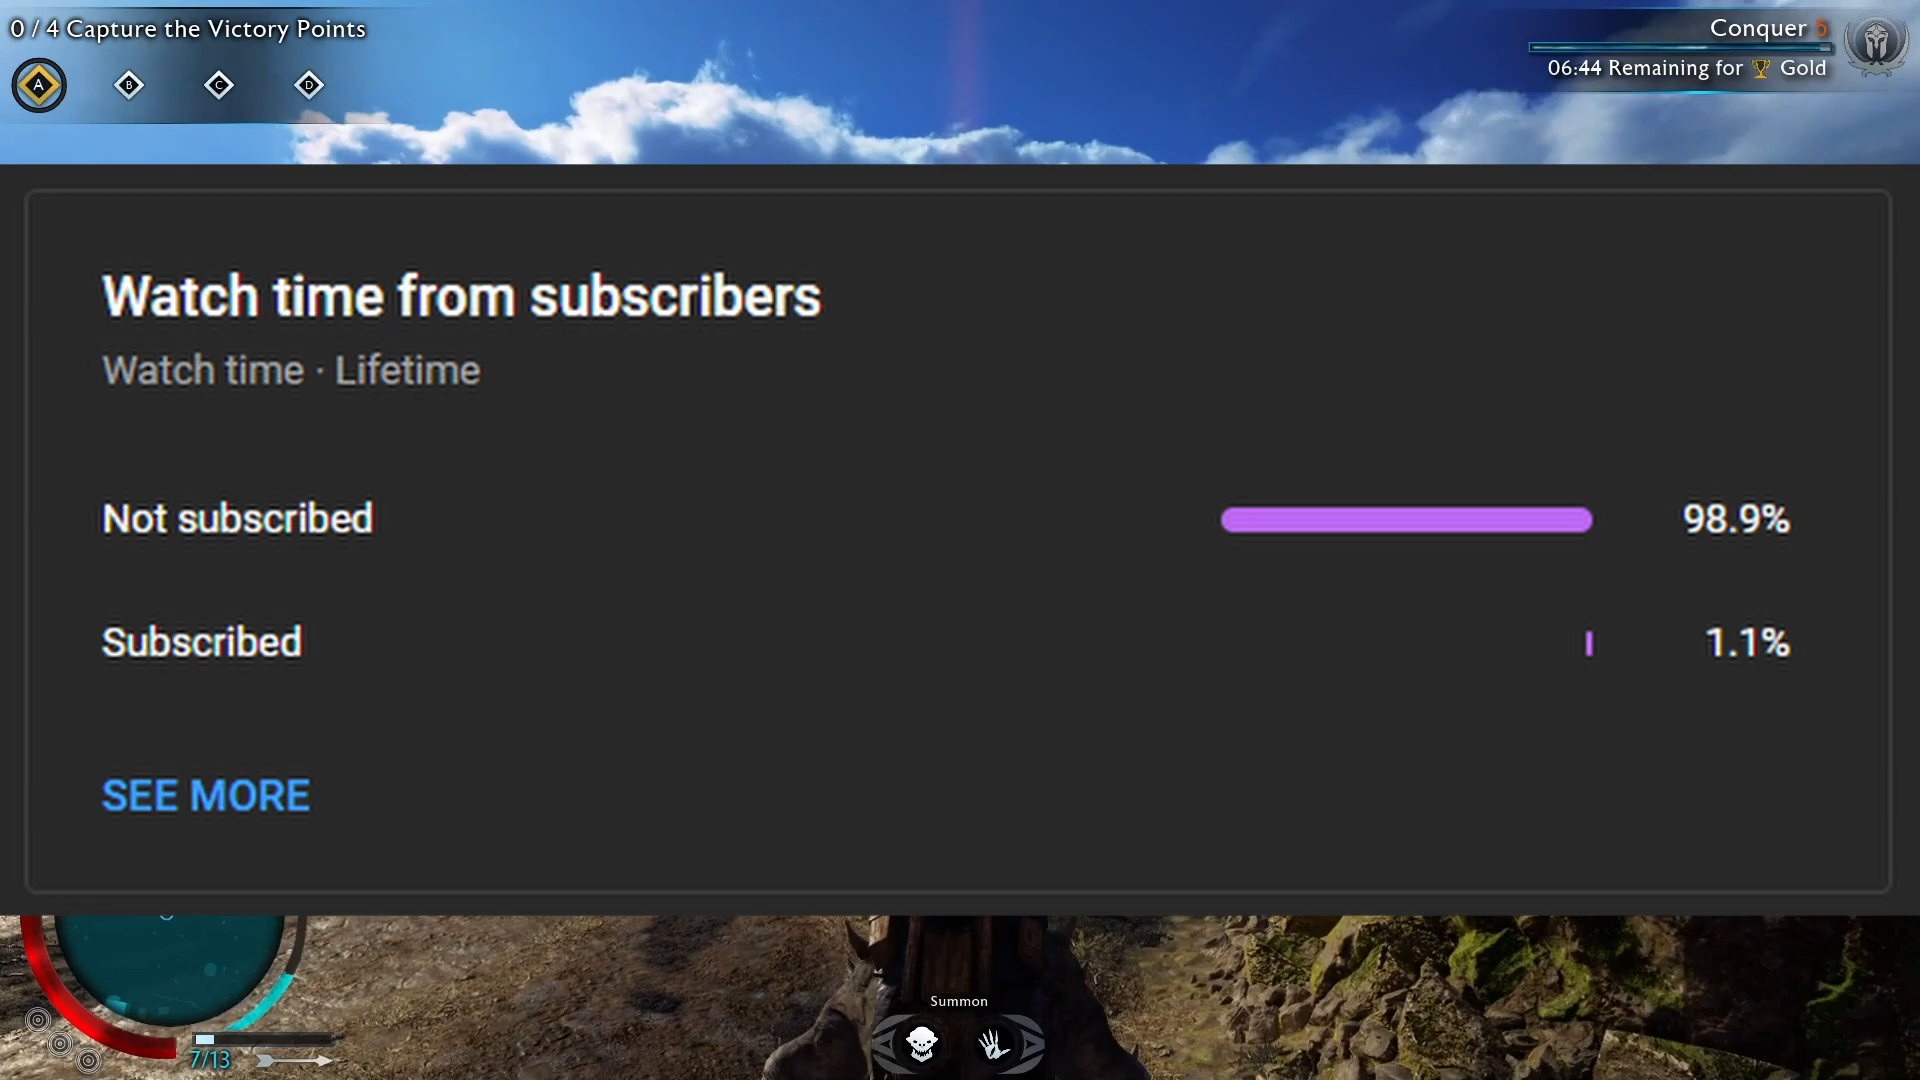 0 / 4 Capture the Victory Points
A B C D
Conquer 5
06:44 Remaining for Gold
Watch time from subscribers
Watch time · Lifetime
Not subscribed 98.9%
Subscribed 1.1%
SEE MORE
Summon
7/13